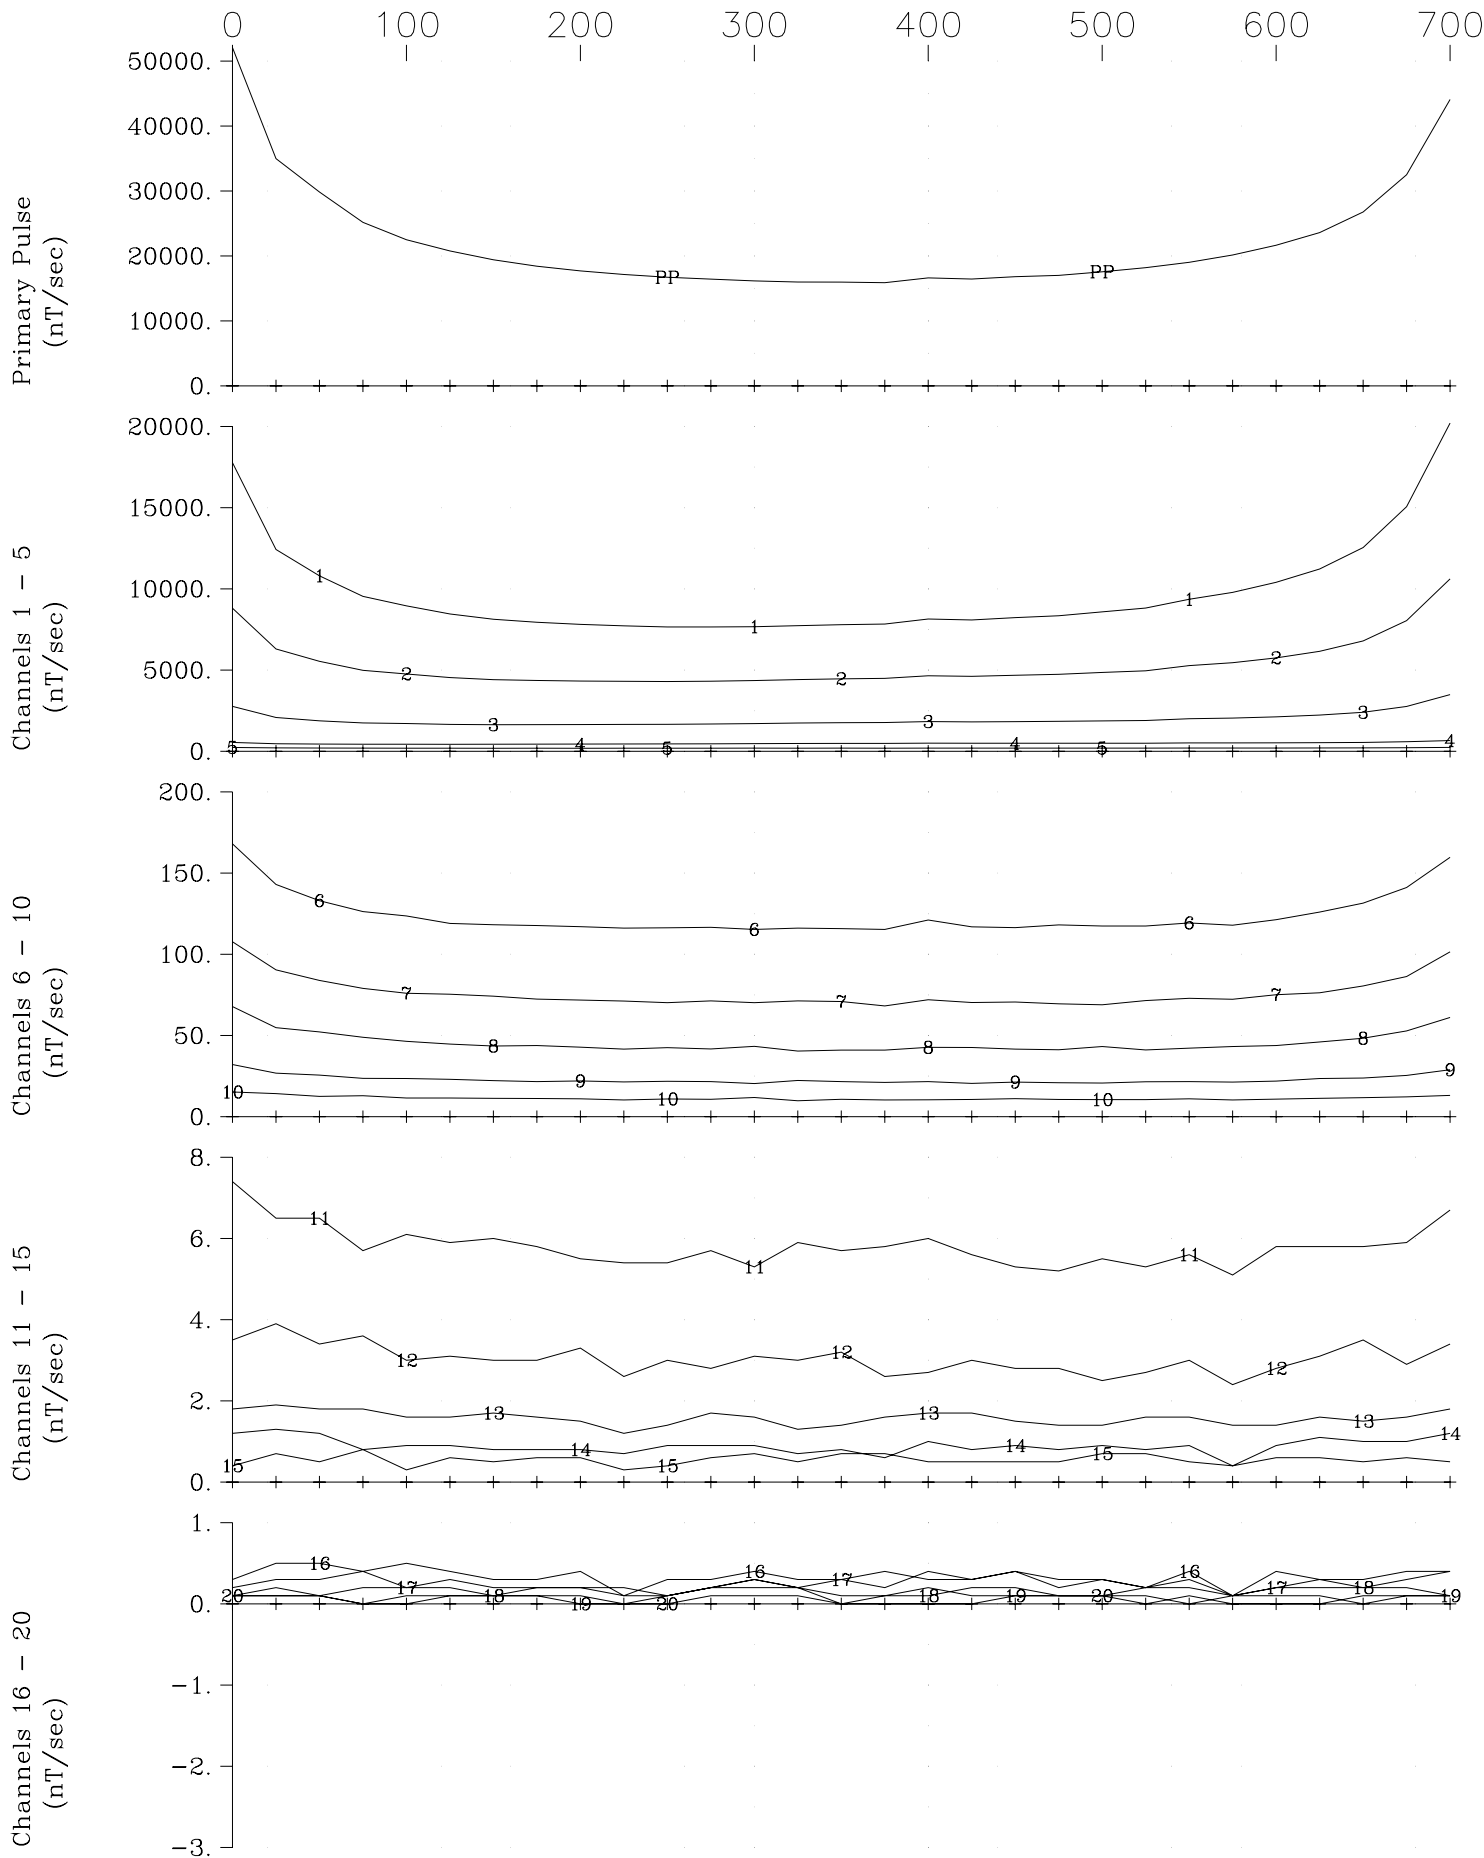 0 100 200 300 400 500 600 700
Primary Pulse
(nT/sec)
50000.
40000.
30000.
20000.
10000.
0.
PP PP
Channels 1 - 5
(nT/sec)
20000.
15000.
10000.
5000.
0.
1 1 1
2 2 2
3 3 3
4 4 4
5 5 5
Channels 6 - 10
(nT/sec)
200.
150.
100.
50.
0.
6 6 6
7 7 7
8 8 8
9 9 9
10 10 10
Channels 11 - 15
(nT/sec)
8.
6.
4.
2.
0.
11 11 11
12 12 12
13 13 13
14 14 14
15 15 15
Channels 16 - 20
(nT/sec)
1.
0.
-1.
-2.
-3.
16 16 16
17 17 17
18 18 18
19 19 19
20 20 20